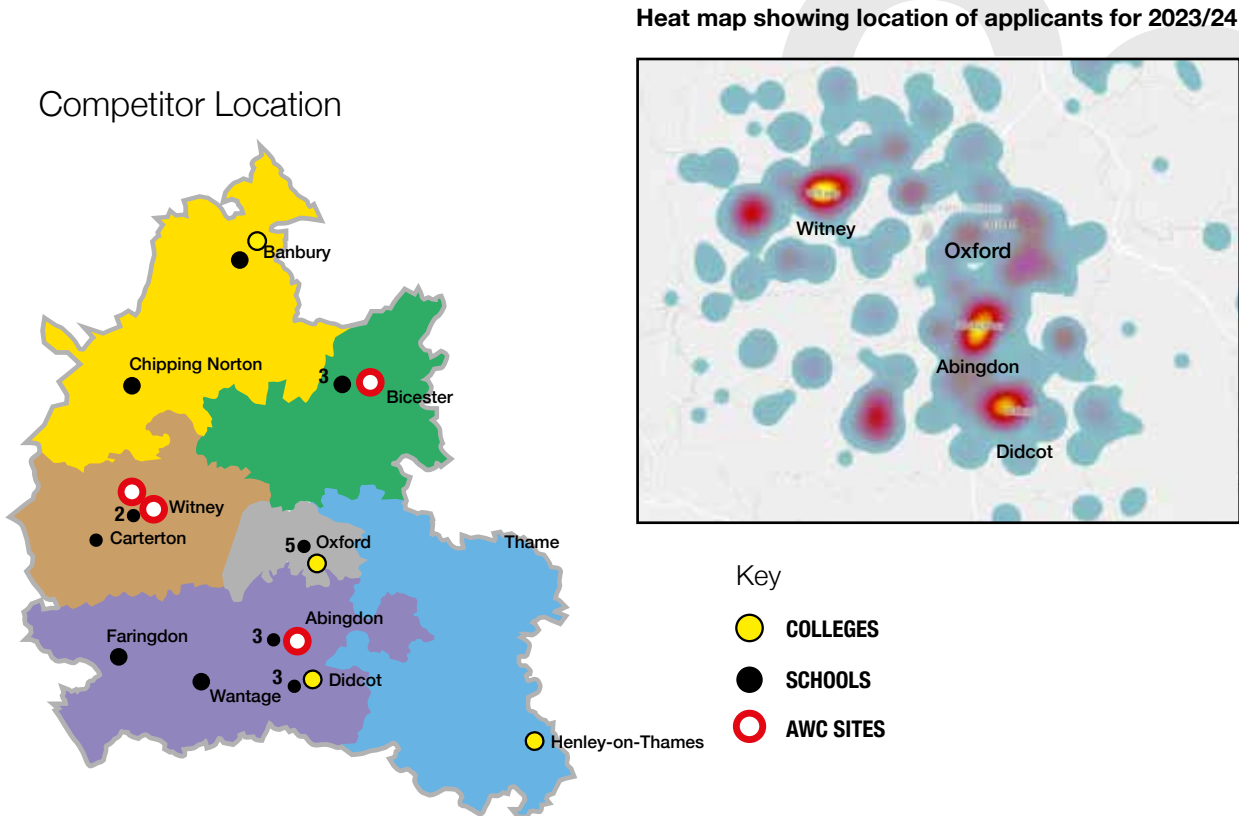 Heat map showing location of applicants for 2023/24
Competitor Location
Banbury
Chipping Norton
3
Bicester
Witney
2
Carterton
5
Oxford
Thame
Abingdon
3
Faringdon
3
Didcot
Wantage
Henley-on-Thames
Witney
Oxford
Abingdon
Didcot
Key
COLLEGES
SCHOOLS
AWC SITES